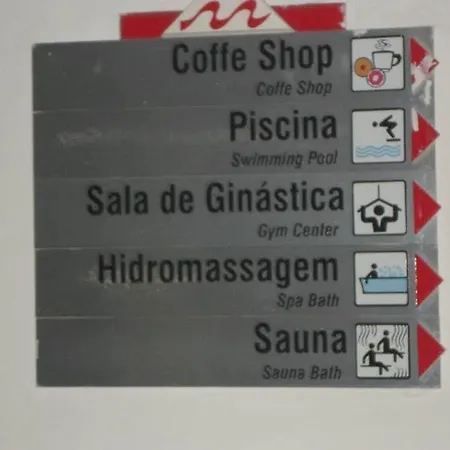 Coffe Shop
Coffe Shop
Piscina
Swimming Pool
Sala de Ginástica
Gym Center
Hidromassagem
Spa Bath
Sauna
Sauna Bath